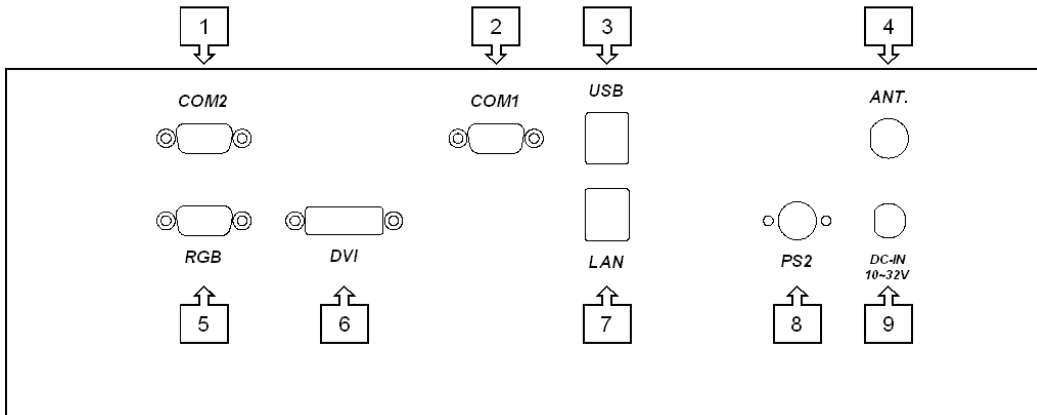 1
2
3
4
COM2
COM1
USB
ANT.
RGB
DVI
LAN
PS2
DC-IN
10~32V
5
6
7
8
9